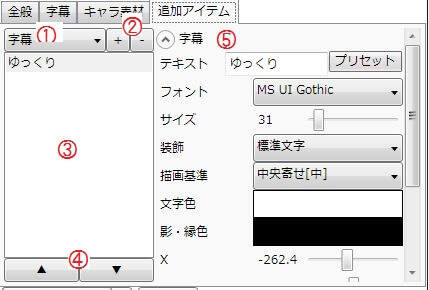 全般 字幕 キャラ素材 追加アイテム
字幕 ① ② + -
ゆっくり
③
④
▲ ▼
字幕 ⑤
テキスト ゆっくり プリセット
フォント MS UI Gothic
サイズ 31
装飾 標準文字
描画基準 中央寄せ[中]
文字色
影・縁色
X -262.4